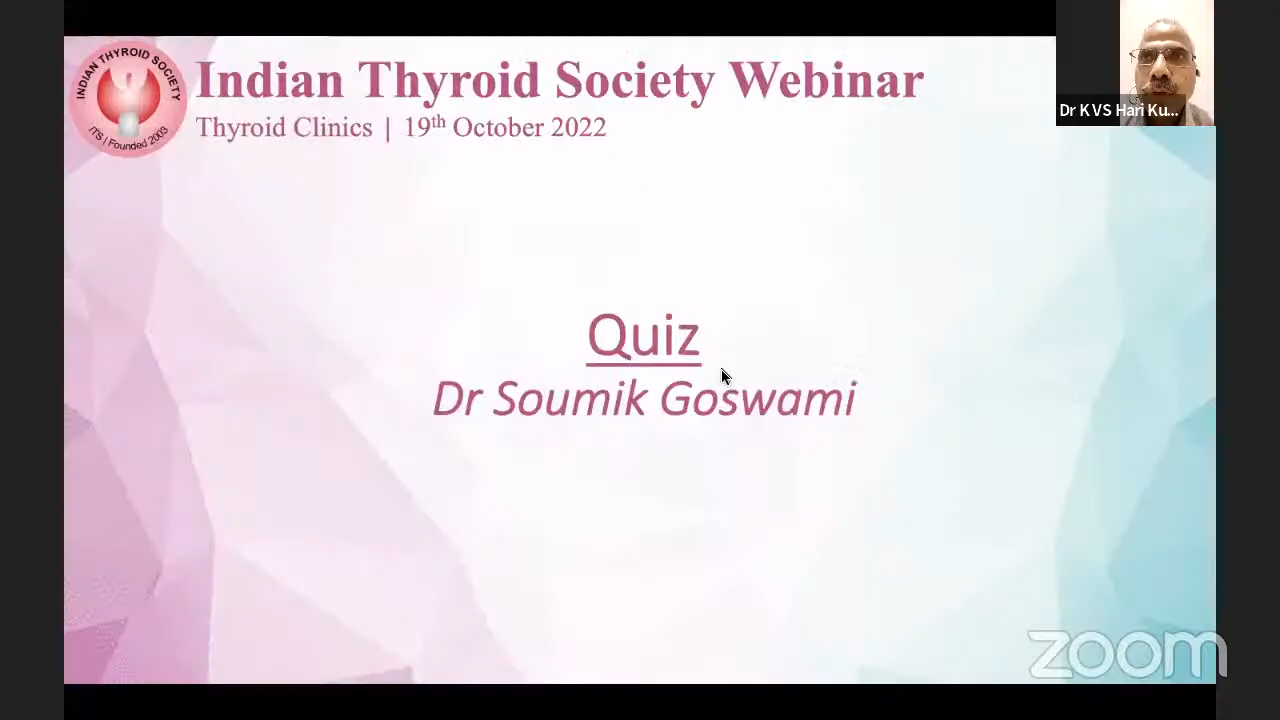 INDIAN THYROID SOCIETY
ITS | Founded 2003
Indian Thyroid Society Webinar
Thyroid Clinics | 19th October 2022
Dr K V S Hari Ku...
Quiz
Dr Soumik Goswami
zoom